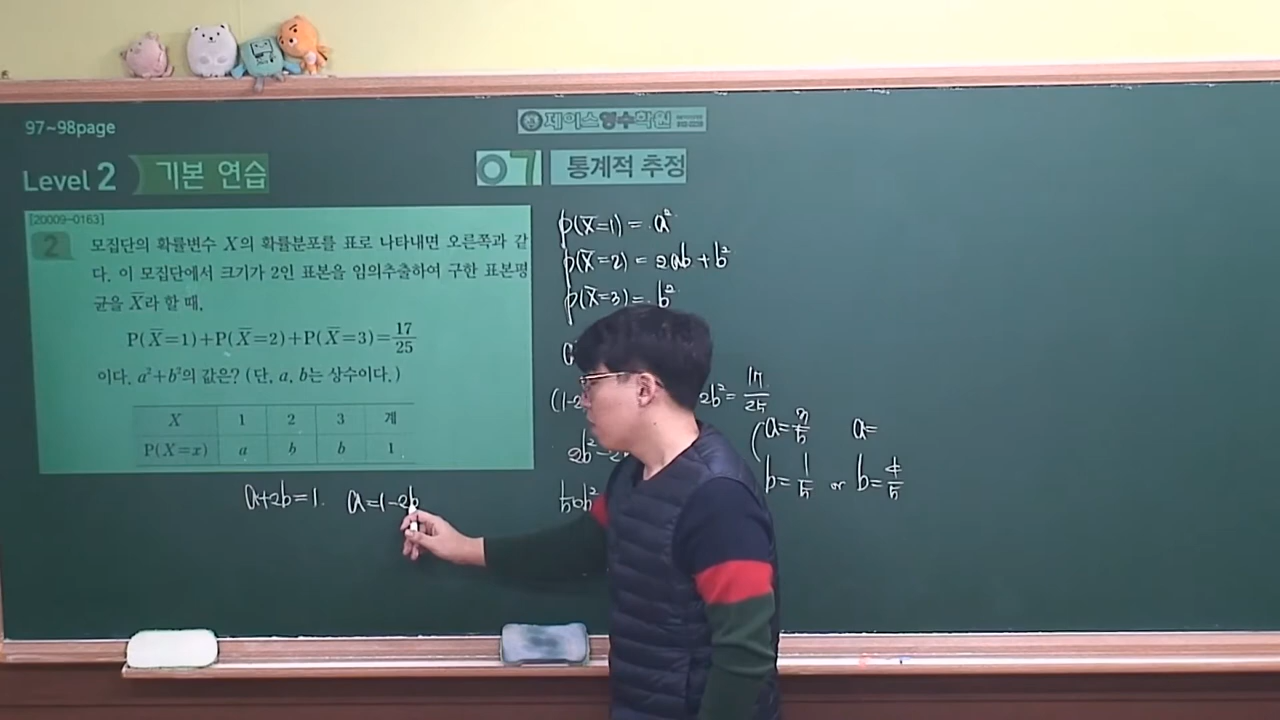 97~98page
제이스영수학원
Level 2 기본 연습
07 통계적 추정
[20009-0163]
2
모집단의 확률변수 X의 확률분포를 표로 나타내면 오른쪽과 같
다. 이 모집단에서 크기가 2인 표본을 임의추출하여 구한 표본평
균을 X̄라 할 때,
P(X̄=1)+P(X̄=2)+P(X̄=3)=17/25
이다. a²+b²의 값은? (단, a, b는 상수이다.)
X 1 2 3 계
P(X=x) a b b 1
a+2b=1. a=1-2b
P(X̄=1)=a²
P(X̄=2)=2ab+b²
P(X̄=3)=b²
2b²=17/25
a=3/5 a=
b=1/5 or b=4/5